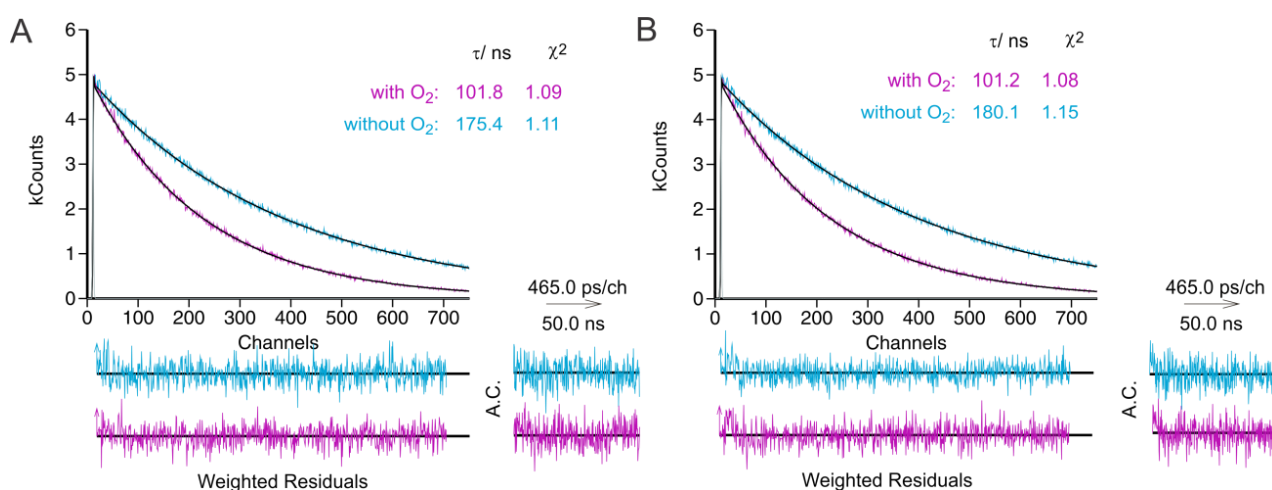 A
τ/ ns χ2
with O2: 101.8 1.09
without O2: 175.4 1.11
kCounts
6
5
4
3
2
1
0
0 100 200 300 400 500 600 700
Channels
465.0 ps/ch
50.0 ns
A.C.
Weighted Residuals
B
τ/ ns χ2
with O2: 101.2 1.08
without O2: 180.1 1.15
kCounts
6
5
4
3
2
1
0
0 100 200 300 400 500 600 700
Channels
465.0 ps/ch
50.0 ns
A.C.
Weighted Residuals